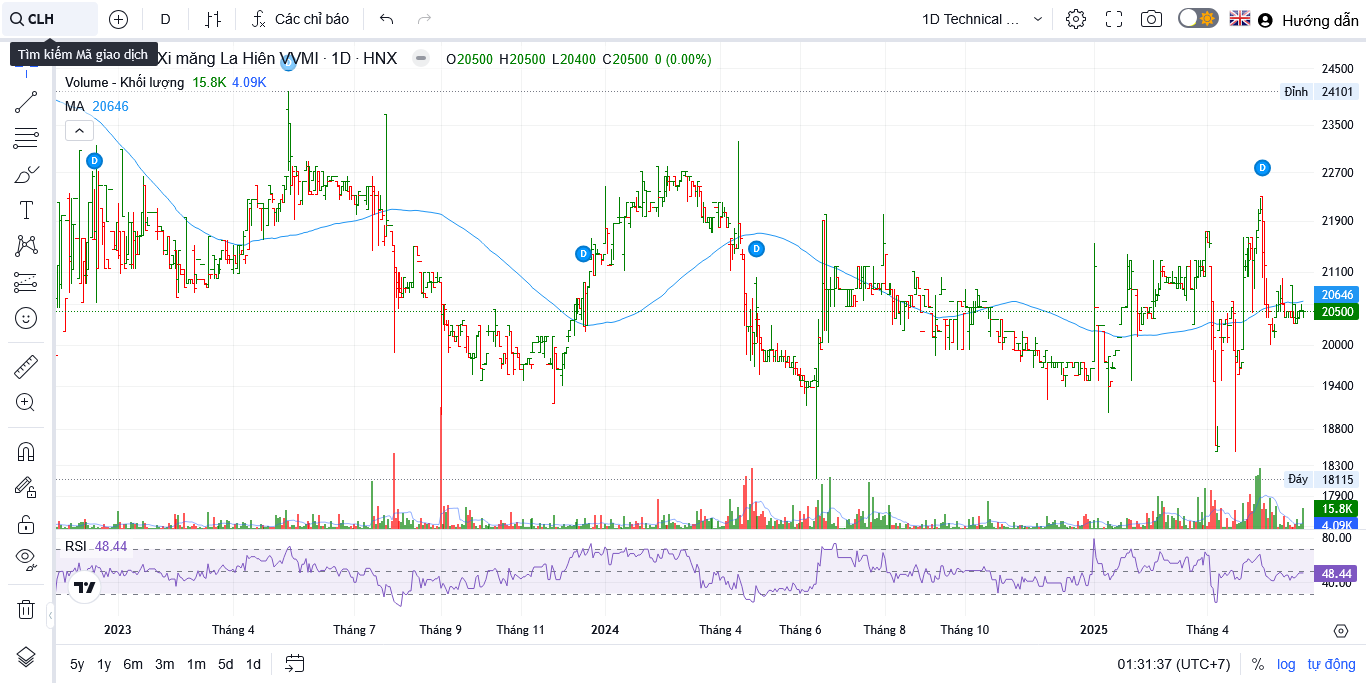 CLH
D
Các chỉ báo
1D Technical ...
Hướng dẫn
Tìm kiếm Mã giao dịch
Xi măng La Hiên VVMI · 1D · HNX
O20500 H20500 L20400 C20500 0 (0.00%)
Volume - Khối lượng 15.8K 4.09K
MA 20646
24500
Đỉnh 24101
23500
22700
21900
21100
20646
20500
20000
19400
18800
18300
Đáy 18115
17900
15.8K
4.09K
D
D
D
D
RSI 48.44
80.00
48.44
40.00
2023
Tháng 4
Tháng 7
Tháng 9
Tháng 11
2024
Tháng 4
Tháng 6
Tháng 8
Tháng 10
2025
Tháng 4
5y 1y 6m 3m 1m 5d 1d
01:31:37 (UTC+7) % log tự động